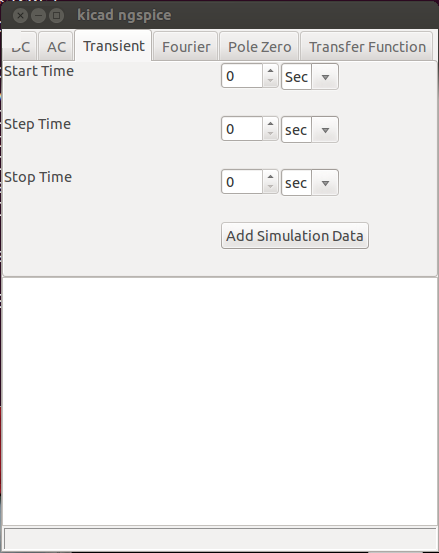 kicad ngspice
DC AC Transient Fourier Pole Zero Transfer Function
Start Time 0 Sec
Step Time 0 sec
Stop Time 0 sec
Add Simulation Data